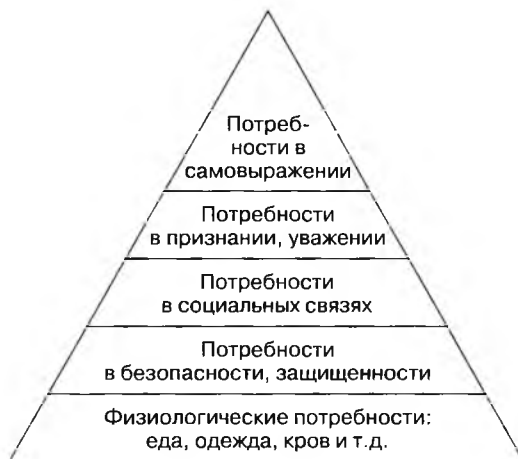 Потреб-
ности в
самовыражении
Потребности
в признании, уважении
Потребности
в социальных связях
Потребности
в безопасности, защищенности
Физиологические потребности:
еда, одежда, кров и т.д.